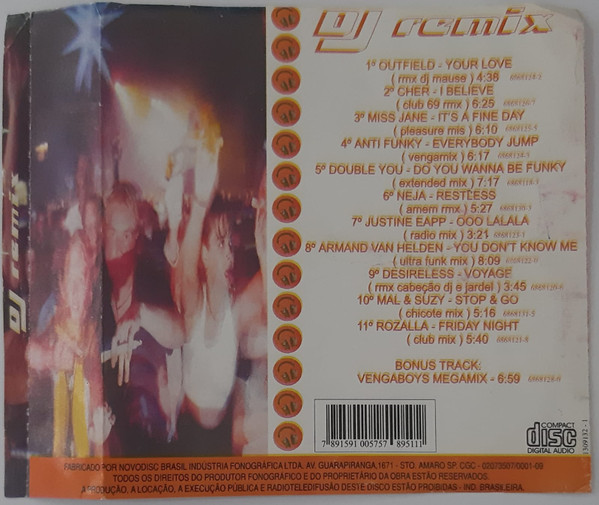 DJ remix
DJ remix
1º OUTFIELD - YOUR LOVE
( rmx dj mause ) 4:38
2º CHER - I BELIEVE
( club 69 rmx ) 6:25
3º MISS JANE - IT'S A FINE DAY
( pleasure mis ) 6:10
4º ANTI FUNKY - EVERYBODY JUMP
( vengamix ) 6:17
5º DOUBLE YOU - DO YOU WANNA BE FUNKY
( extended mix ) 7:17
6º NEJA - RESTLESS
( amem rmx ) 5:27
7º JUSTINE EAPP - OOO LALALA
( radio mix ) 3:21
8º ARMAND VAN HELDEN - YOU DON'T KNOW ME
( ultra funk mix ) 8:09
9º DESIRELESS - VOYAGE
( rmx cabeção dj e jardel ) 3:45
10º MAL & SUZY - STOP & GO
( chicote mix ) 5:16
11º ROZALLA - FRIDAY NIGHT
( club mix ) 5:40
BONUS TRACK:
VENGABOYS MEGAMIX - 6:59
7 891591 005757 895111
COMPACT
disc
DIGITAL AUDIO
FABRICADO POR NOVODISC BRASIL INDÚSTRIA FONOGRÁFICA LTDA. AV. GUARAPIRANGA,1671 - STO. AMARO SP. CGC - 02073507/0001-09
TODOS OS DIREITOS DO PRODUTOR FONOGRÁFICO E DO PROPRIETÁRIO DA OBRA ESTÃO RESERVADOS.
A PRODUÇÃO, A LOCAÇÃO, A EXECUÇÃO PÚBLICA E RADIOTELEDIFUSÃO DESTE DISCO ESTÃO PROIBIDAS - IND. BRASILEIRA.